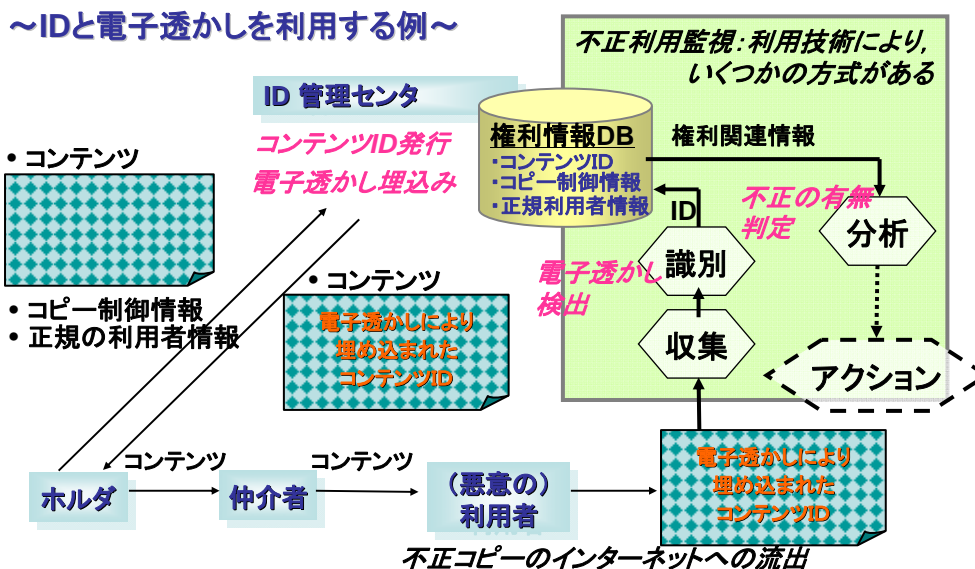 ～IDと電子透かしを利用する例～
不正利用監視：利用技術により，
いくつかの方式がある
ID 管理センタ
コンテンツID発行
電子透かし埋込み
権利情報DB
・コンテンツID
・コピー制御情報
・正規利用者情報
権利関連情報
ID
不正の有無
判定
分析
識別
電子透かし
検出
収集
アクション
• コンテンツ
• コピー制御情報
• 正規の利用者情報
• コンテンツ
電子透かしにより
埋め込まれた
コンテンツID
ホルダ
コンテンツ
仲介者
コンテンツ
（悪意の）
利用者
電子透かしにより
埋め込まれた
コンテンツID
不正コピーのインターネットへの流出